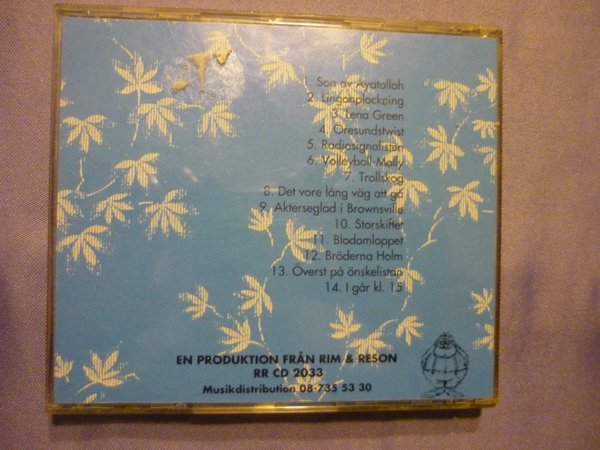 1. Son av Ayatollah
2. Lingonplockning
3. Lena Green
4. Öresundstwist
5. Radiosignalisten
6. Volleyboll-Molly
7. Trollskog
8. Det vore lång väg att gå
9. Akterseglad i Brownsville
10. Storskiftet
11. Blodomloppet
12. Bröderna Holm
13. Överst på önskelistan
14. I går kl. 15
EN PRODUKTION FRÅN RIM & RESON
RR CD 2033
Musikdistribution 08-735 53 30